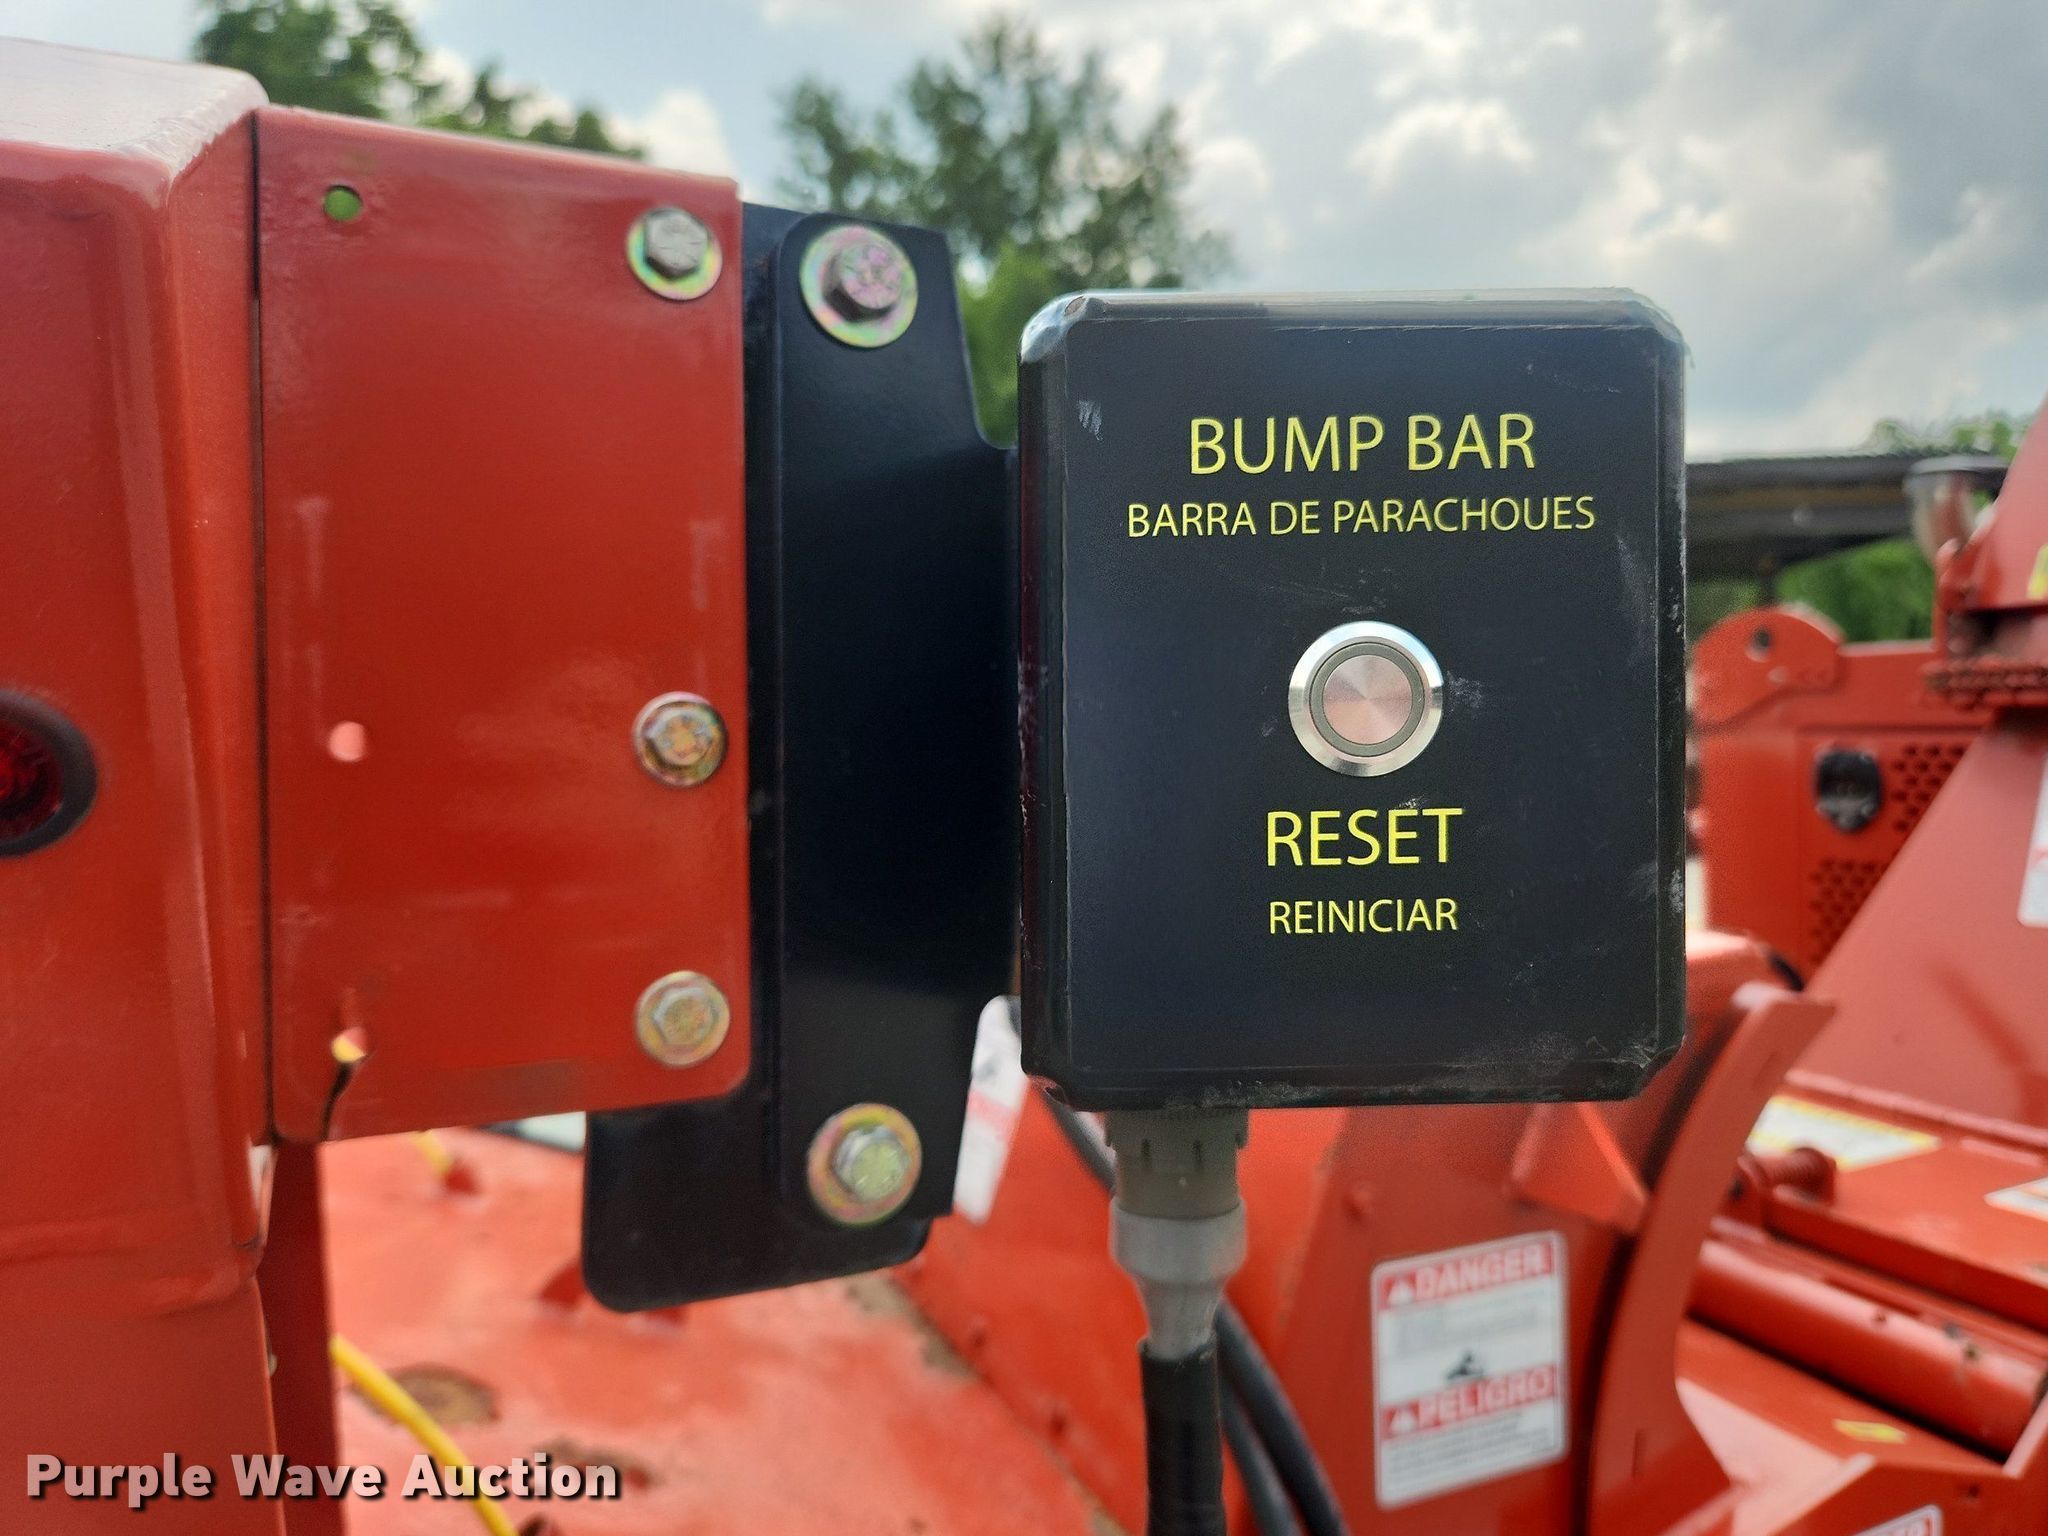 BUMP BAR
BARRA DE PARACHOUES
RESET
REINICIAR
DANGER
PELIGRO
Purple Wave Auction